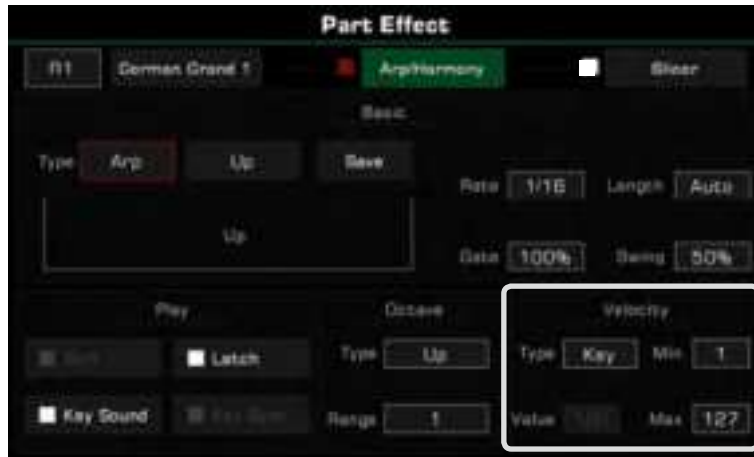 Part Effect
R1 German Grand 1 Arp/Harmony Slicer
Basic
Type Arp Up Save
Rate 1/16 Length Auto
Up
Gate 100% Swing 50%
Play Octave Velocity
Latch Type Up Type Key Min 1
Key Sound Range 1 Value Max 127